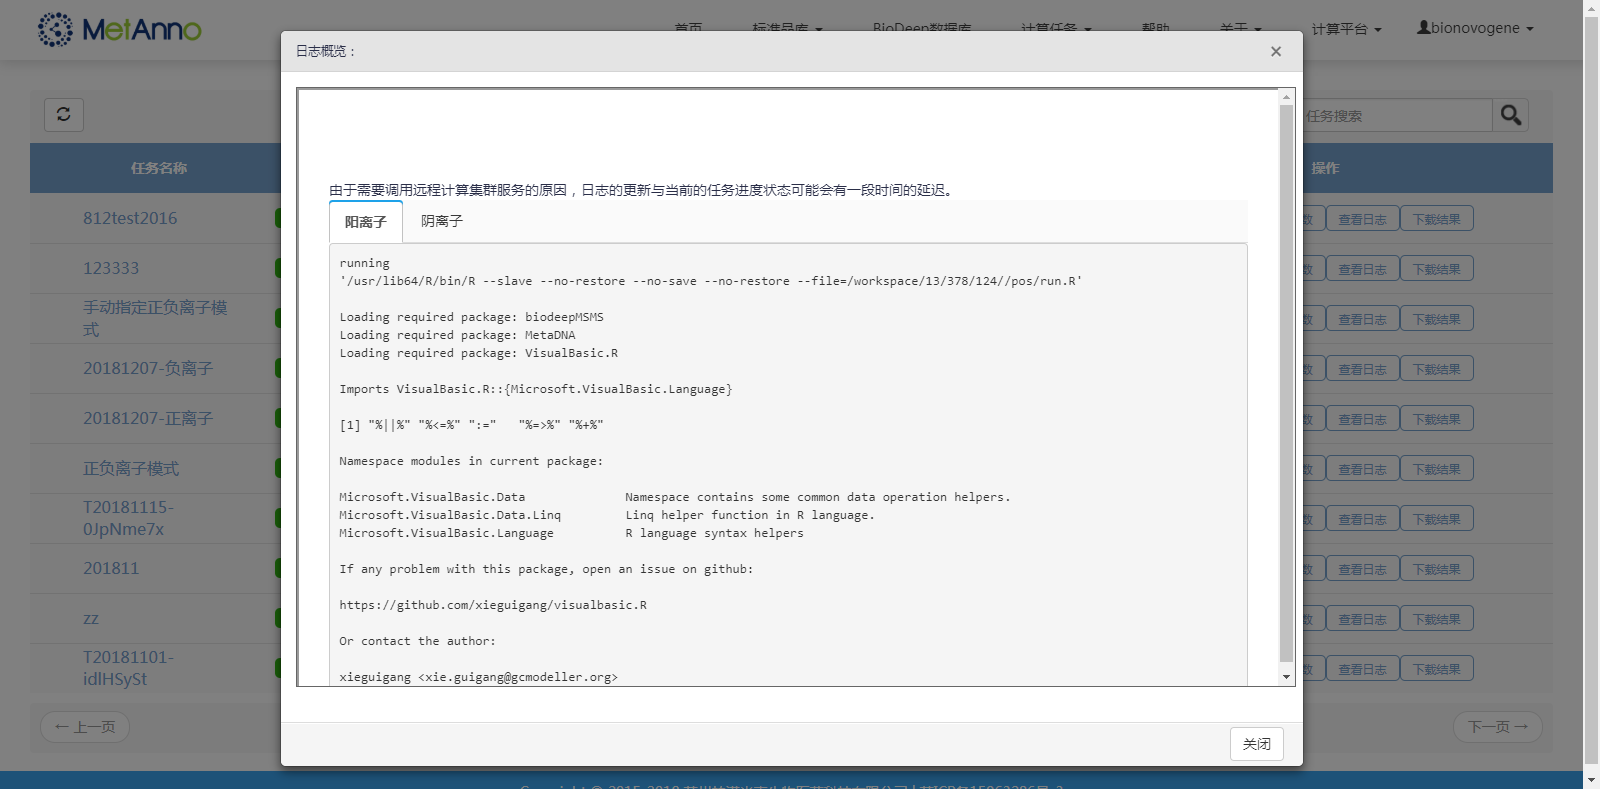 MetAnno
首页 标准品库 BioDeep数据库 计算任务 帮助 关于 计算平台 bionovogene
日志概览：
×
任务搜索
任务名称 操作
812test2016 数 查看日志 下载结果
123333 数 查看日志 下载结果
手动指定正负离子模
式 数 查看日志 下载结果
20181207-负离子 数 查看日志 下载结果
20181207-正离子 数 查看日志 下载结果
正负离子模式 数 查看日志 下载结果
T20181115-
0JpNme7x 数 查看日志 下载结果
201811 数 查看日志 下载结果
zz 数 查看日志 下载结果
T20181101-
idlHSySt 数 查看日志 下载结果
← 上一页 下一页 →
由于需要调用远程计算集群服务的原因，日志的更新与当前的任务进度状态可能会有一段时间的延迟。
阳离子 阴离子
running
'/usr/lib64/R/bin/R --slave --no-restore --no-save --no-restore --file=/workspace/13/378/124//pos/run.R'
Loading required package: biodeepMSMS
Loading required package: MetaDNA
Loading required package: VisualBasic.R
Imports VisualBasic.R::{Microsoft.VisualBasic.Language}
[1] "%||%" "%<=%" ":=" "%=>%" "%+%"
Namespace modules in current package:
Microsoft.VisualBasic.Data Namespace contains some common data operation helpers.
Microsoft.VisualBasic.Data.Linq Linq helper function in R language.
Microsoft.VisualBasic.Language R language syntax helpers
If any problem with this package, open an issue on github:
https://github.com/xieguigang/visualbasic.R
Or contact the author:
xieguigang <xie.guigang@gcmodeller.org>
关闭